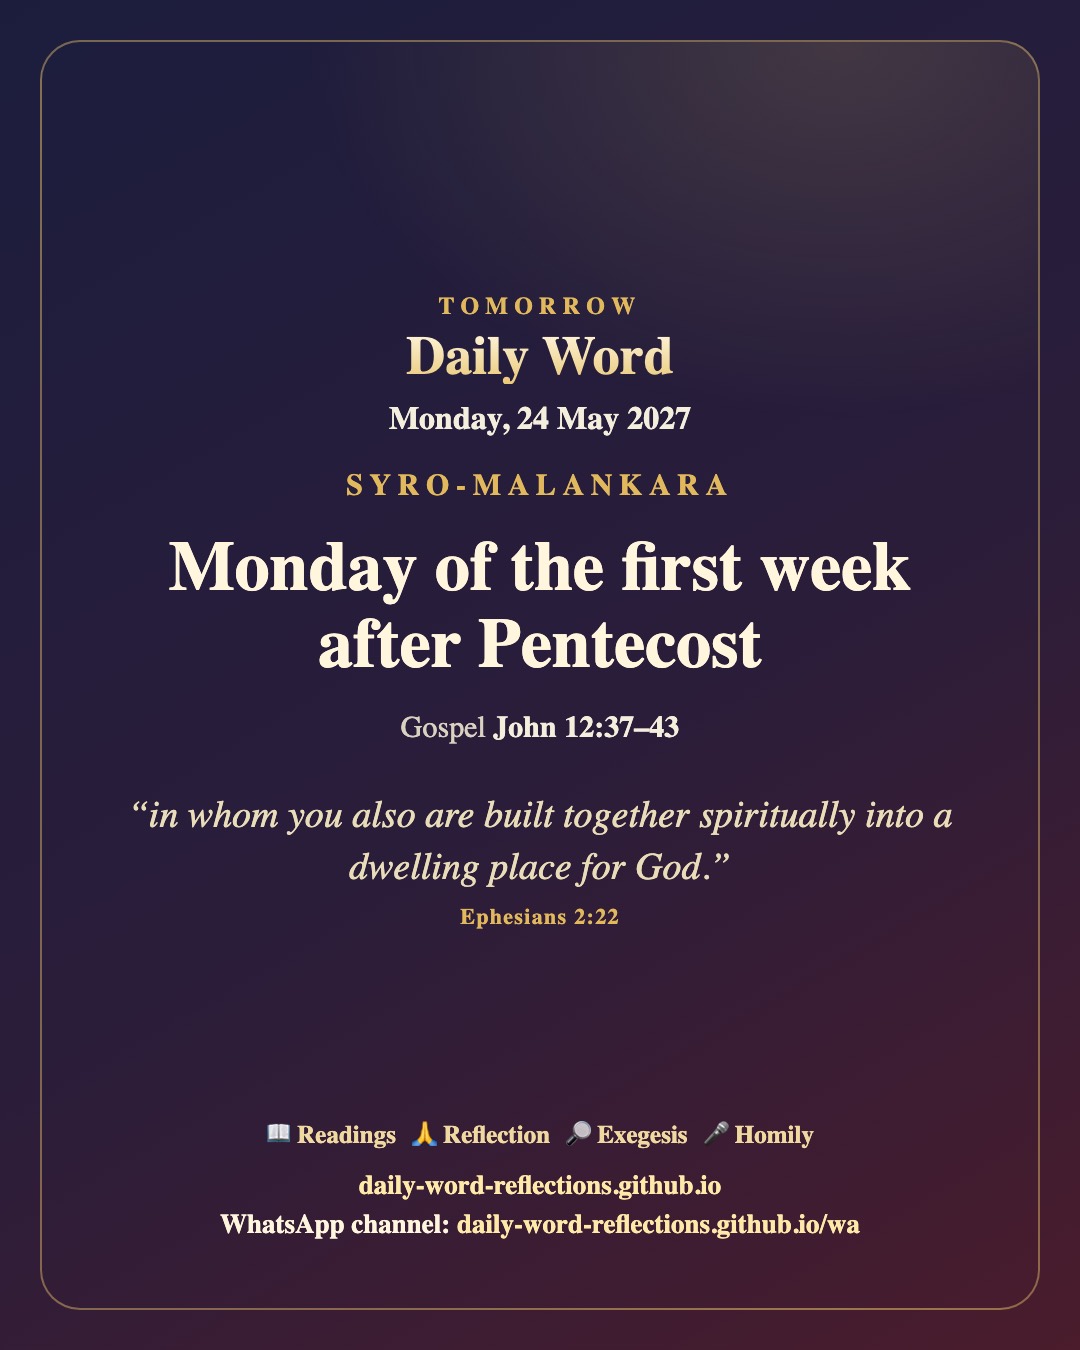 TOMORROW
Daily Word
Monday, 24 May 2027
SYRO-MALANKARA
Monday of the first week
after Pentecost
Gospel John 12:37–43
“in whom you also are built together spiritually into a
dwelling place for God.”
Ephesians 2:22
📖 Readings 🙏 Reflection 🔎 Exegesis 🎤 Homily
daily-word-reflections.github.io
WhatsApp channel: daily-word-reflections.github.io/wa